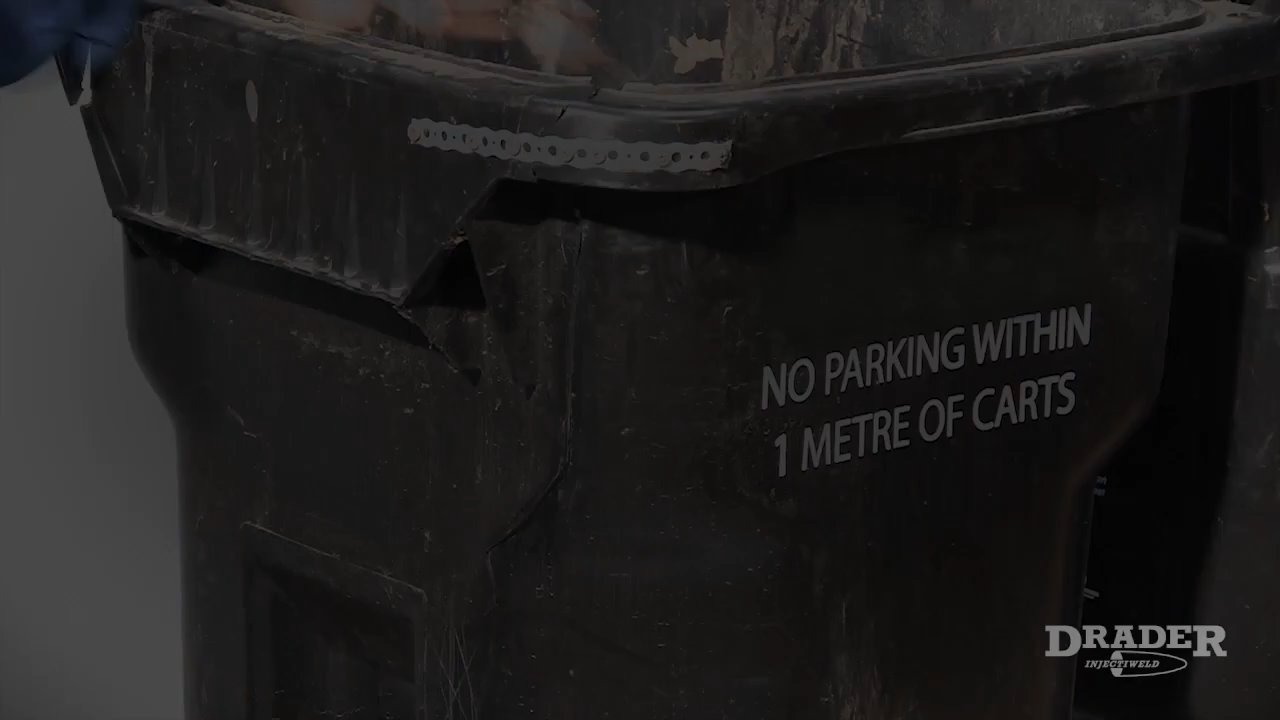 NO PARKING WITHIN
1 METRE OF CARTS
DRADER
INJECTIWELD